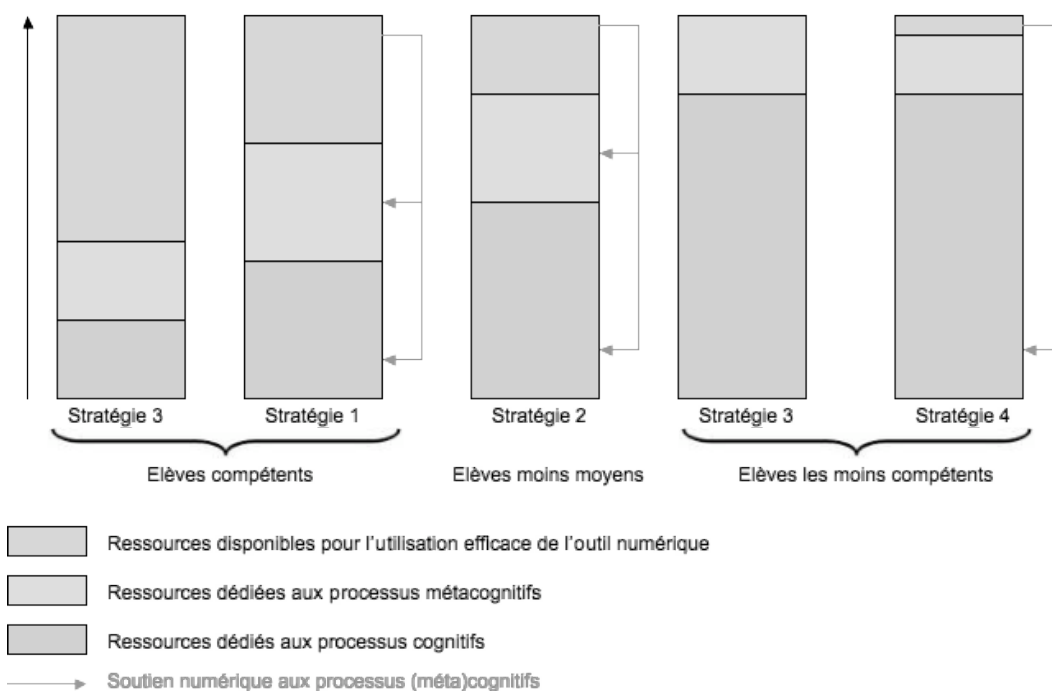 Stratégie 3
Stratégie 1
Stratégie 2
Stratégie 3
Stratégie 4
Elèves compétents
Elèves moins moyens
Elèves les moins compétents
Ressources disponibles pour l'utilisation efficace de l'outil numérique
Ressources dédiées aux processus métacognitifs
Ressources dédiés aux processus cognitifs
Soutien numérique aux processus (méta)cognitifs